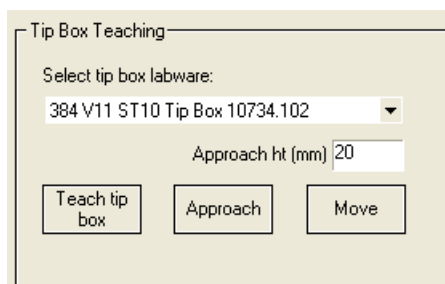 Tip Box Teaching
Select tip box labware:
384 V11 ST10 Tip Box 10734.102
Approach ht (mm) 20
Teach tip
box
Approach
Move